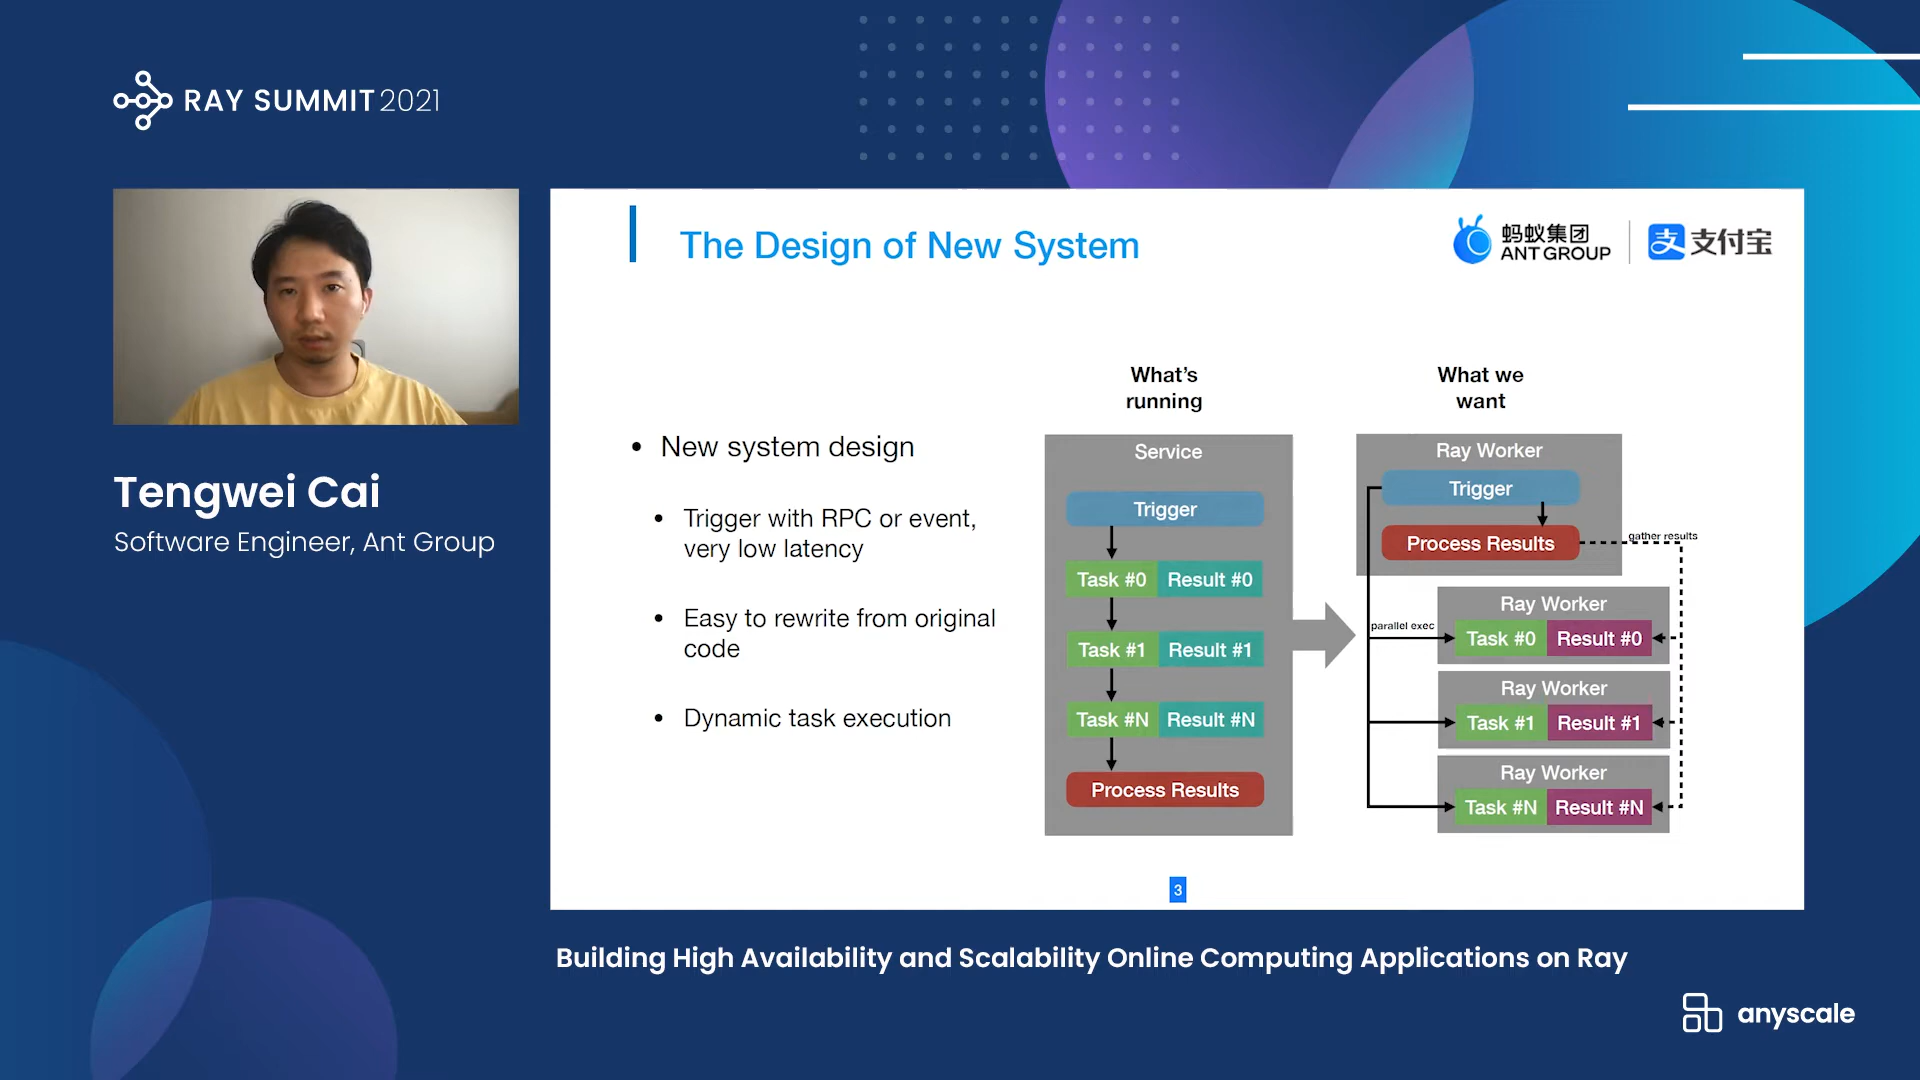 RAY SUMMIT 2021
Tengwei Cai
Software Engineer, Ant Group
The Design of New System
蚂蚁集团
ANT GROUP
支 支付宝
• New system design
• Trigger with RPC or event,
very low latency
• Easy to rewrite from original
code
• Dynamic task execution
What's
running
Service
Trigger
Task #0 Result #0
Task #1 Result #1
Task #N Result #N
Process Results
What we
want
Ray Worker
Trigger
Process Results
gather results
parallel exec
Ray Worker
Task #0 Result #0
Ray Worker
Task #1 Result #1
Ray Worker
Task #N Result #N
3
Building High Availability and Scalability Online Computing Applications on Ray
anyscale